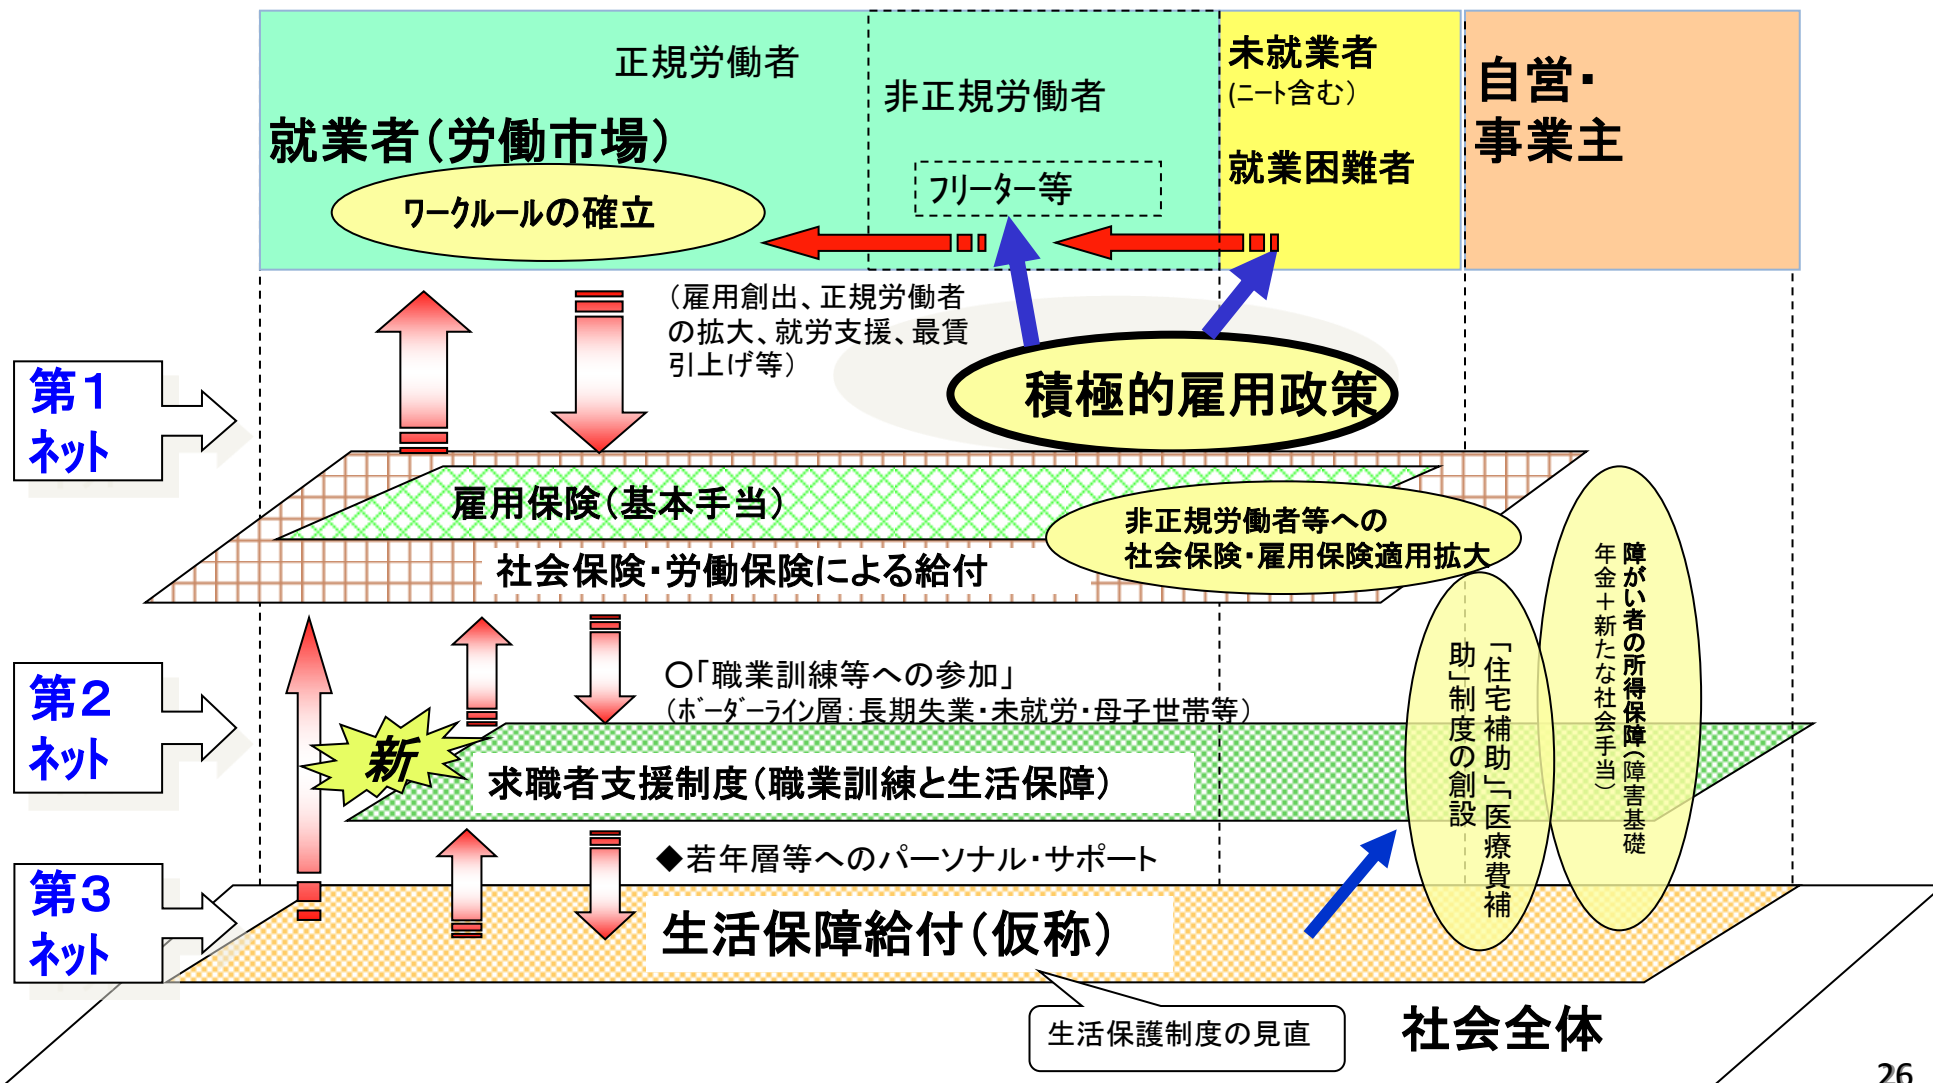 正規労働者
非正規労働者
就業者(労働市場)
ワークルールの確立
フリーター等
未就業者
(ニート含む)
就業困難者
自営・
事業主
(雇用創出、正規労働者
の拡大、就労支援、最賃
引上げ等)
積極的雇用政策
第1
ネット
雇用保険(基本手当)
社会保険・労働保険による給付
非正規労働者等への
社会保険・雇用保険適用拡大
障がい者の所得保障(障害基礎
年金+新たな社会手当)
第2
ネット
○「職業訓練等への参加」
(ボーダーライン層:長期失業・未就労・母子世帯等)
新
求職者支援制度(職業訓練と生活保障)
「住宅補助」「医療費補
助」制度の創設
◆若年層等へのパーソナル・サポート
第3
ネット
生活保障給付(仮称)
生活保護制度の見直
社会全体
26